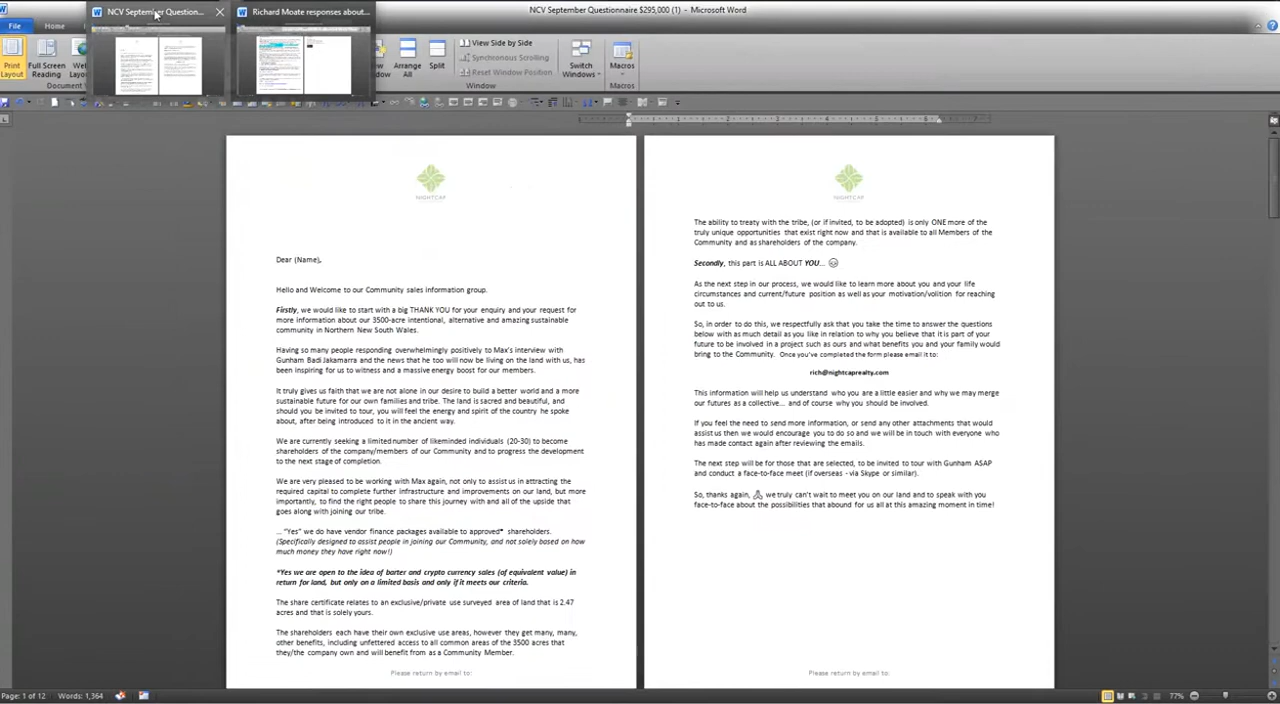 NCV September Question...
Richard Moate responses about...
NCV September Questionnaire $295,000 (1) - Microsoft Word
File
Home
Full Screen
Reading
Arrange
All
Split
View Side by Side
Synchronous Scrolling
Reset Window Position
Switch
Windows
Macros
Document
Window
Macros
NIGHTCAP
Dear (Name),
Hello and Welcome to our Community sales information group.
Firstly, we would like to start with a big THANK YOU for your enquiry and your request for
more information about our 3500-acre intentional, alternative and amazing sustainable
community in Northern New South Wales.
Having so many people responding overwhelmingly positively to Max's interview with
Gunham Badi Jakamarra and the news that he too will now be living on the land with us, has
been inspiring for us to witness and a massive energy boost for our members.
It truly gives us faith that we are not alone in our desire to build a better world and a more
sustainable future for our own families and tribe. The land is sacred and beautiful, and
should you be invited to tour, you will feel the energy and spirit of the country he spoke
about, after being introduced to it in the ancient way.
We are currently seeking a limited number of likeminded individuals (20-30) to become
shareholders of the company/members of our Community and to progress the development
to the next stage of completion.
We are very pleased to be working with Max again, not only to assist us in attracting the
required capital to complete further infrastructure and improvements on our land, but more
importantly, to find the right people to share this journey with and all of the upside that
goes along with joining our tribe.
... "Yes" we do have vendor finance packages available to approved* shareholders.
(Specifically designed to assist people in joining our Community, and not solely based on how
much money they have right now!)
*Yes we are open to the idea of barter and crypto currency sales (of equivalent value) in
return for land, but only on a limited basis and only if it meets our criteria.
The share certificate relates to an exclusive/private use surveyed area of land that is 2.47
acres and that is solely yours.
The shareholders each have their own exclusive use areas, however they get many, many,
other benefits, including unfettered access to all common areas of the 3500 acres that
they/the company own and will benefit from as a Community Member.
Please return by email to:
NIGHTCAP
The ability to treaty with the tribe, (or if invited, to be adopted) is only ONE more of the
truly unique opportunities that exist right now and that is available to all Members of the
Community and as shareholders of the company.
Secondly, this part is ALL ABOUT YOU... ☺
As the next step in our process, we would like to learn more about you and your life
circumstances and current/future position as well as your motivation/volition for reaching
out to us.
So, in order to do this, we respectfully ask that you take the time to answer the questions
below with as much detail as you like in relation to why you believe that it is part of your
future to be involved in a project such as ours and what benefits you and your family would
bring to the Community. Once you've completed the form please email it to:
rich@nightcaprealty.com
This information will help us understand who you are a little easier and why we may merge
our futures as a collective... and of course why you should be involved.
If you feel the need to send more information, or send any other attachments that would
assist us then we would encourage you to do so and we will be in touch with everyone who
has made contact again after reviewing the emails.
The next step will be for those that are selected, to be invited to tour with Gunham ASAP
and conduct a face-to-face meet (if overseas - via Skype or similar).
So, thanks again, 🙏 we truly can't wait to meet you on our land and to speak with you
face-to-face about the possibilities that abound for us all at this amazing moment in time!
Please return by email to:
Page: 1 of 12
Words: 1,364
77%